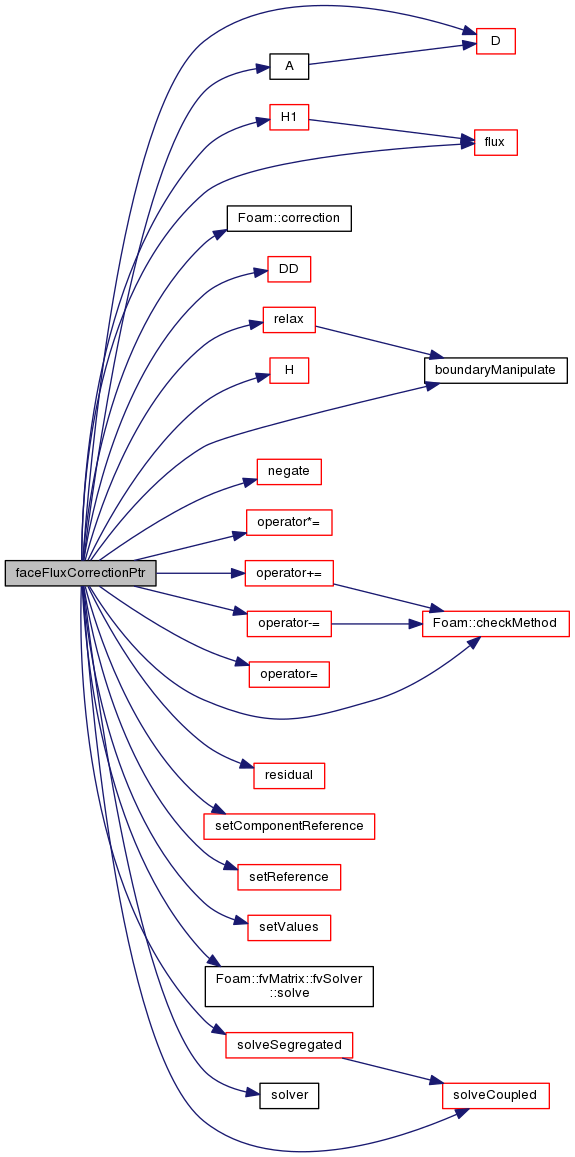 D
A
H1
flux
Foam::correction
DD
relax
H
boundaryManipulate
negate
operator*=
faceFluxCorrectionPtr
operator+=
operator-=
Foam::checkMethod
operator=
residual
setComponentReference
setReference
setValues
Foam::fvMatrix::fvSolver
::solve
solveSegregated
solver
solveCoupled